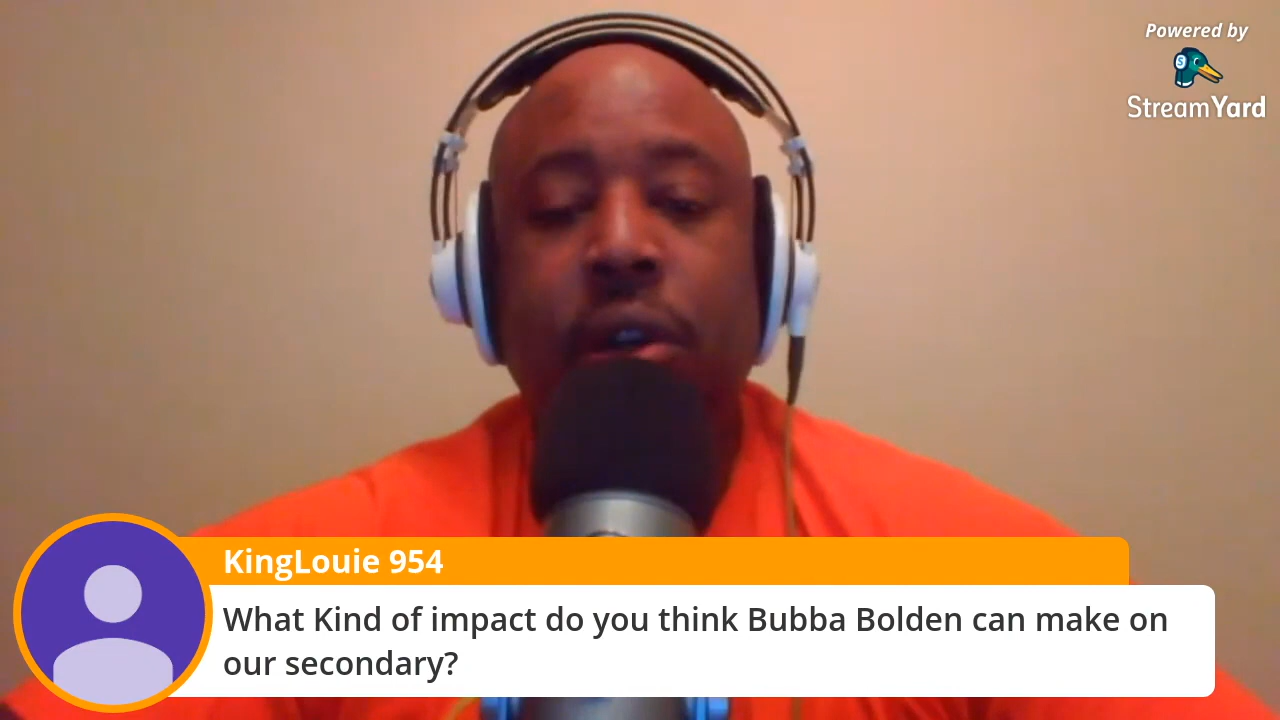 Powered by
StreamYard
KingLouie 954
What Kind of impact do you think Bubba Bolden can make on
our secondary?